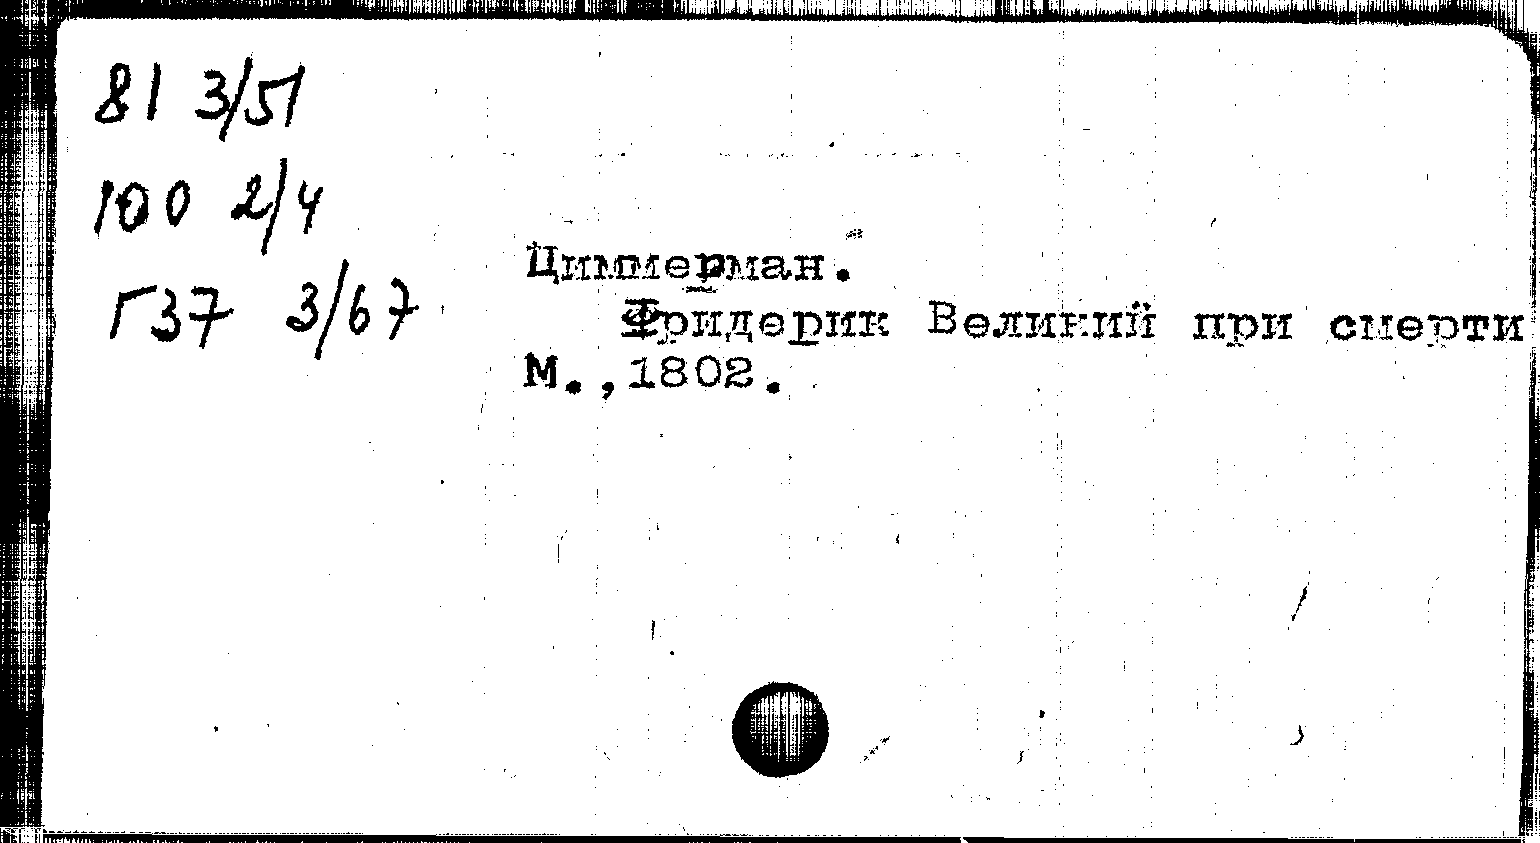 81 3/51
100 2/4
Г37 3/67
Циммерман.
Фридерик Великий при смерти
М.,1802.